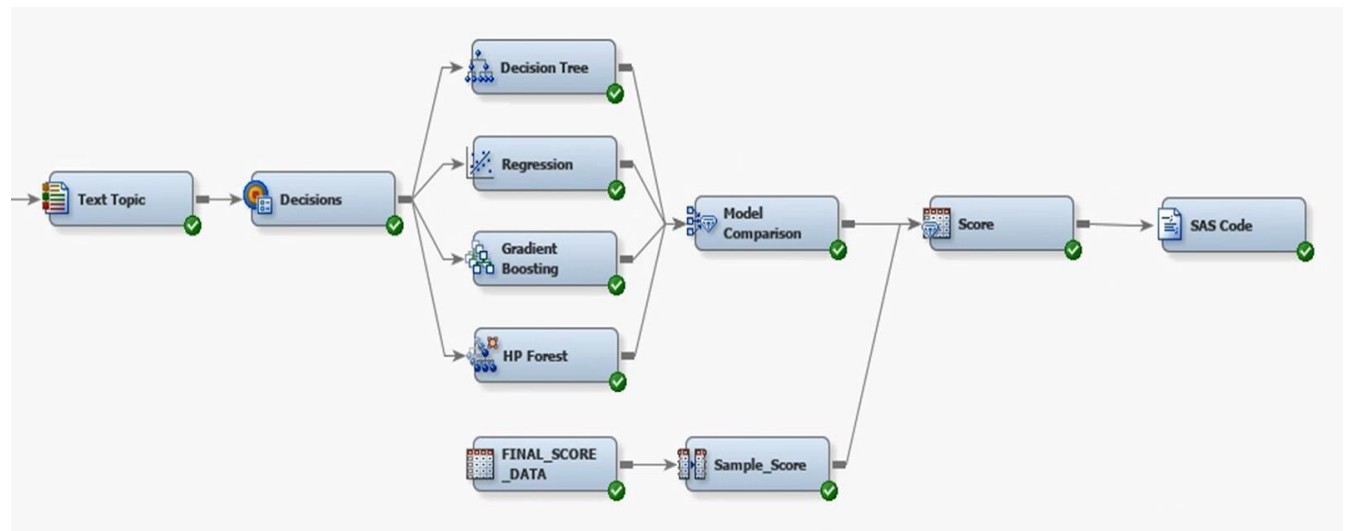 Decision Tree
Regression
Text Topic
Decisions
Gradient
Boosting
HP Forest
Model
Comparison
Score
SAS Code
FINAL_SCORE
_DATA
Sample_Score